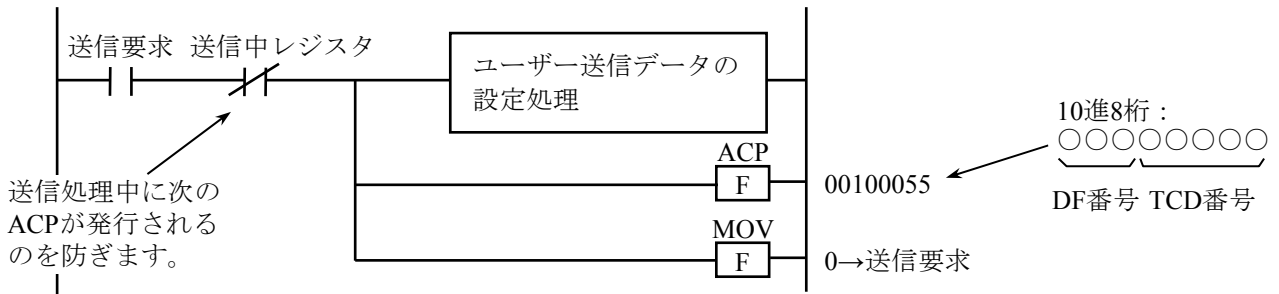 送信要求 送信中レジスタ
ユーザー送信データの
設定処理
10進8桁：
○○○○○○○○
DF番号 TCD番号
ACP
F
00100055
送信処理中に次の
ACPが発行される
のを防ぎます。
MOV
F
0→送信要求